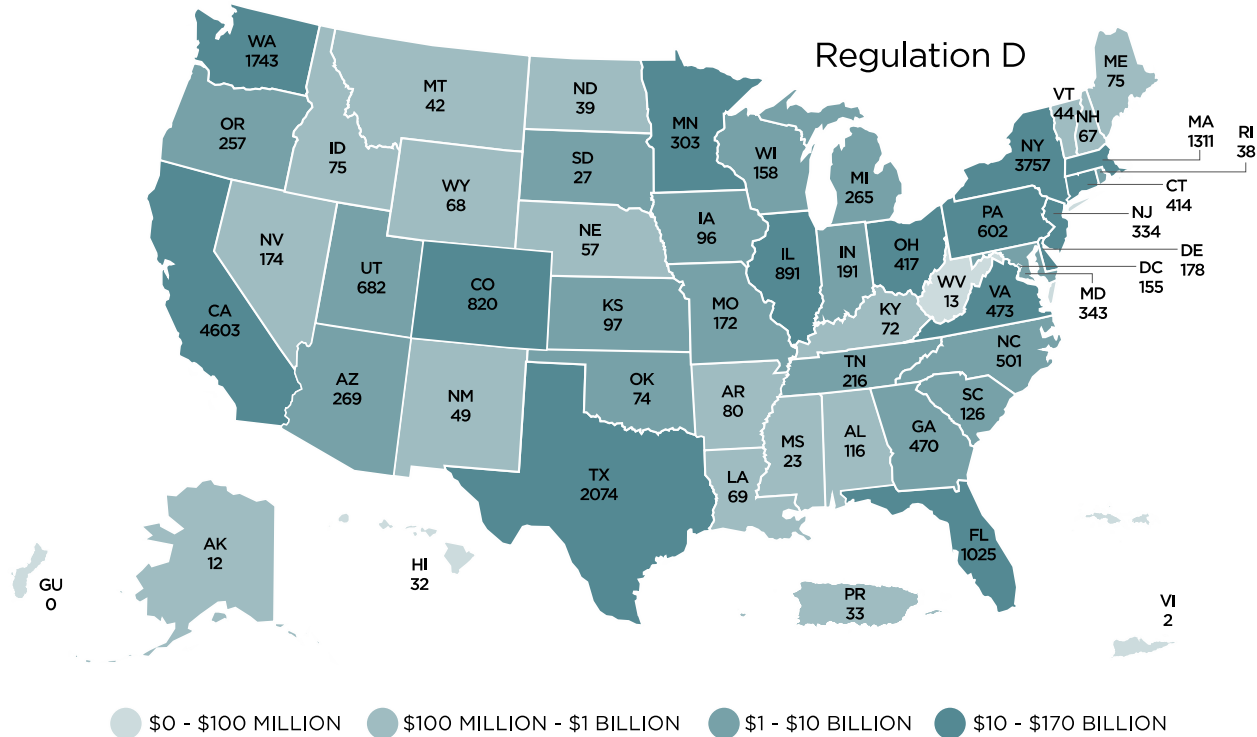 Regulation D
WA
1743
MT
42
ND
39
MN
303
VT
44
NH
67
ME
75
MA
1311
RI
38
OR
257
ID
75
SD
27
WI
158
MI
265
NY
3757
CT
414
WY
68
NJ
334
PA
602
NE
57
IA
96
IL
891
IN
191
OH
417
DE
178
DC
155
MD
343
NV
174
UT
682
CO
820
WV
13
VA
473
CA
4603
KS
97
MO
172
KY
72
NC
501
TN
216
AZ
269
NM
49
OK
74
AR
80
SC
126
MS
23
AL
116
GA
470
TX
2074
LA
69
FL
1025
AK
12
HI
32
GU
0
PR
33
VI
2
$0 - $100 MILLION
$100 MILLION - $1 BILLION
$1 - $10 BILLION
$10 - $170 BILLION